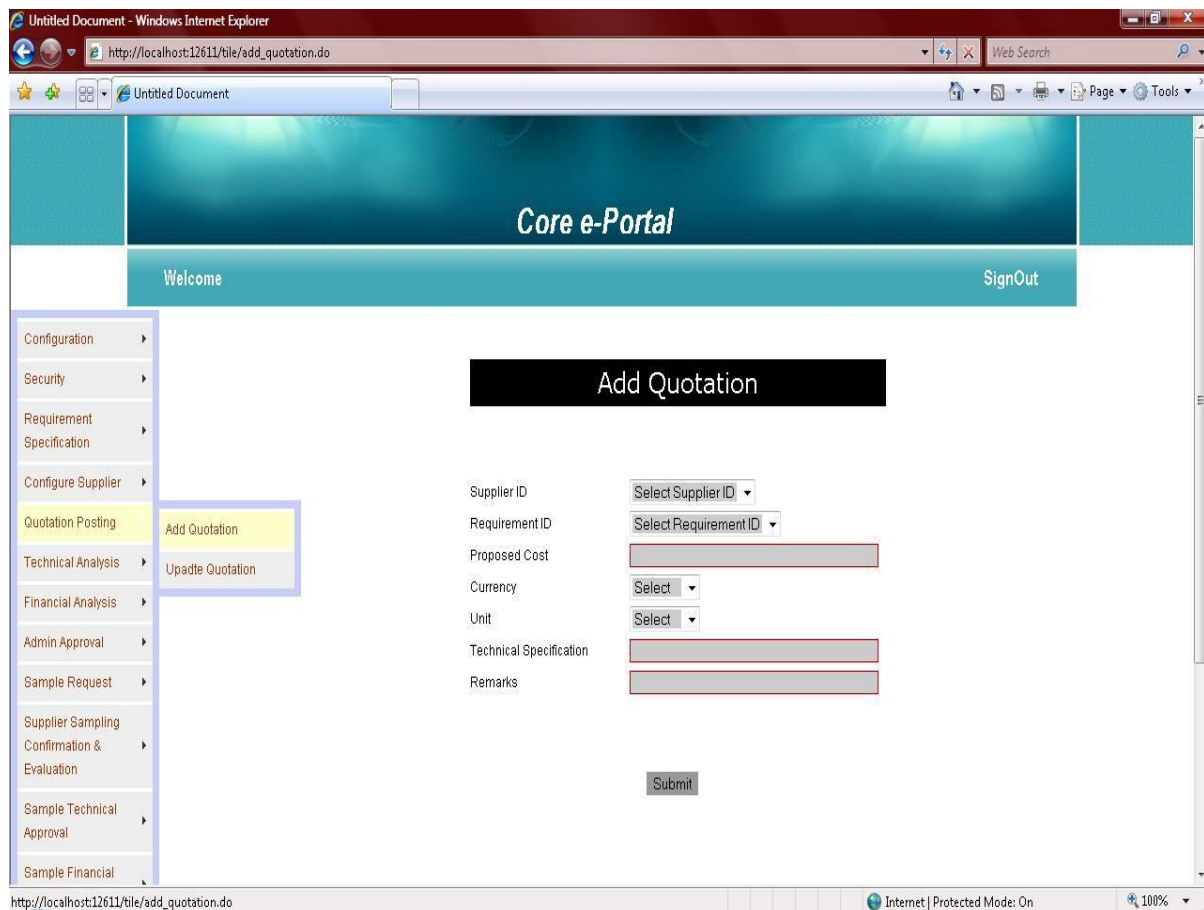 Untitled Document - Windows Internet Explorer
http://localhost:12611/tile/add_quotation.do
Web Search
Untitled Document
Page
Tools
Core e-Portal
Welcome
SignOut
Configuration
Security
Requirement
Specification
Configure Supplier
Quotation Posting
Technical Analysis
Financial Analysis
Admin Approval
Sample Request
Supplier Sampling
Confirmation &
Evaluation
Sample Technical
Approval
Sample Financial
Add Quotation
Upadte Quotation
Add Quotation
Supplier ID
Select Supplier ID
Requirement ID
Select Requirement ID
Proposed Cost
Currency
Select
Unit
Select
Technical Specification
Remarks
Submit
http://localhost:12611/tile/add_quotation.do
Internet | Protected Mode: On
100%